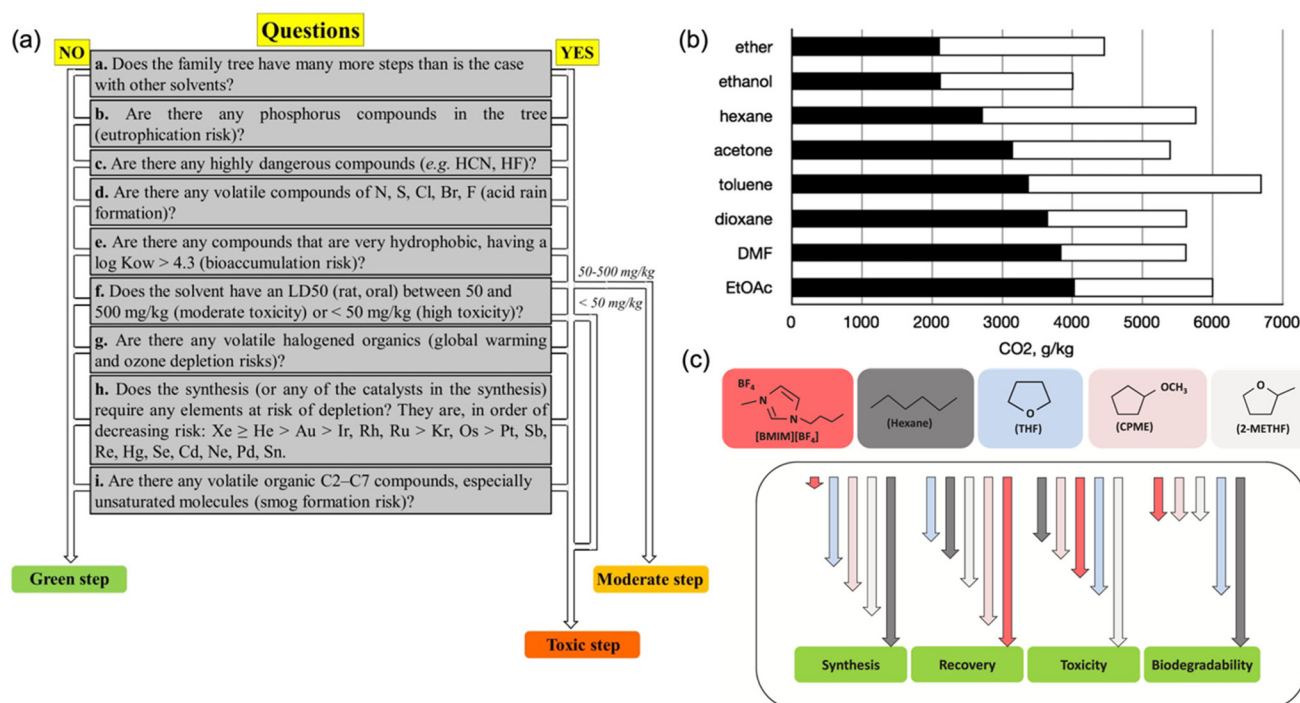 (a)
Questions
NO
YES
a. Does the family tree have many more steps than is the case
with other solvents?
b. Are there any phosphorus compounds in the tree
(eutrophication risk)?
c. Are there any highly dangerous compounds (e.g. HCN, HF)?
d. Are there any volatile compounds of N, S, Cl, Br, F (acid rain
formation)?
e. Are there any compounds that are very hydrophobic, having a
log Kow > 4.3 (bioaccumulation risk)?
f. Does the solvent have an LD50 (rat, oral) between 50 and
500 mg/kg (moderate toxicity) or < 50 mg/kg (high toxicity)?
g. Are there any volatile halogened organics (global warming
and ozone depletion risks)?
h. Does the synthesis (or any of the catalysts in the synthesis)
require any elements at risk of depletion? They are, in order of
decreasing risk: Xe ≥ He > Au > Ir, Rh, Ru > Kr, Os > Pt, Sb,
Re, Hg, Se, Cd, Ne, Pd, Sn.
i. Are there any volatile organic C2–C7 compounds, especially
unsaturated molecules (smog formation risk)?
50-500 mg/kg
< 50 mg/kg
Green step
Moderate step
Toxic step
(b)
ether
ethanol
hexane
acetone
toluene
dioxane
DMF
EtOAc
0 1000 2000 3000 4000 5000 6000 7000
CO2, g/kg
(c)
BF4
N
N
[BMIM][BF4]
(Hexane)
O
(THF)
OCH3
(CPME)
O
(2-METHF)
Synthesis
Recovery
Toxicity
Biodegradability